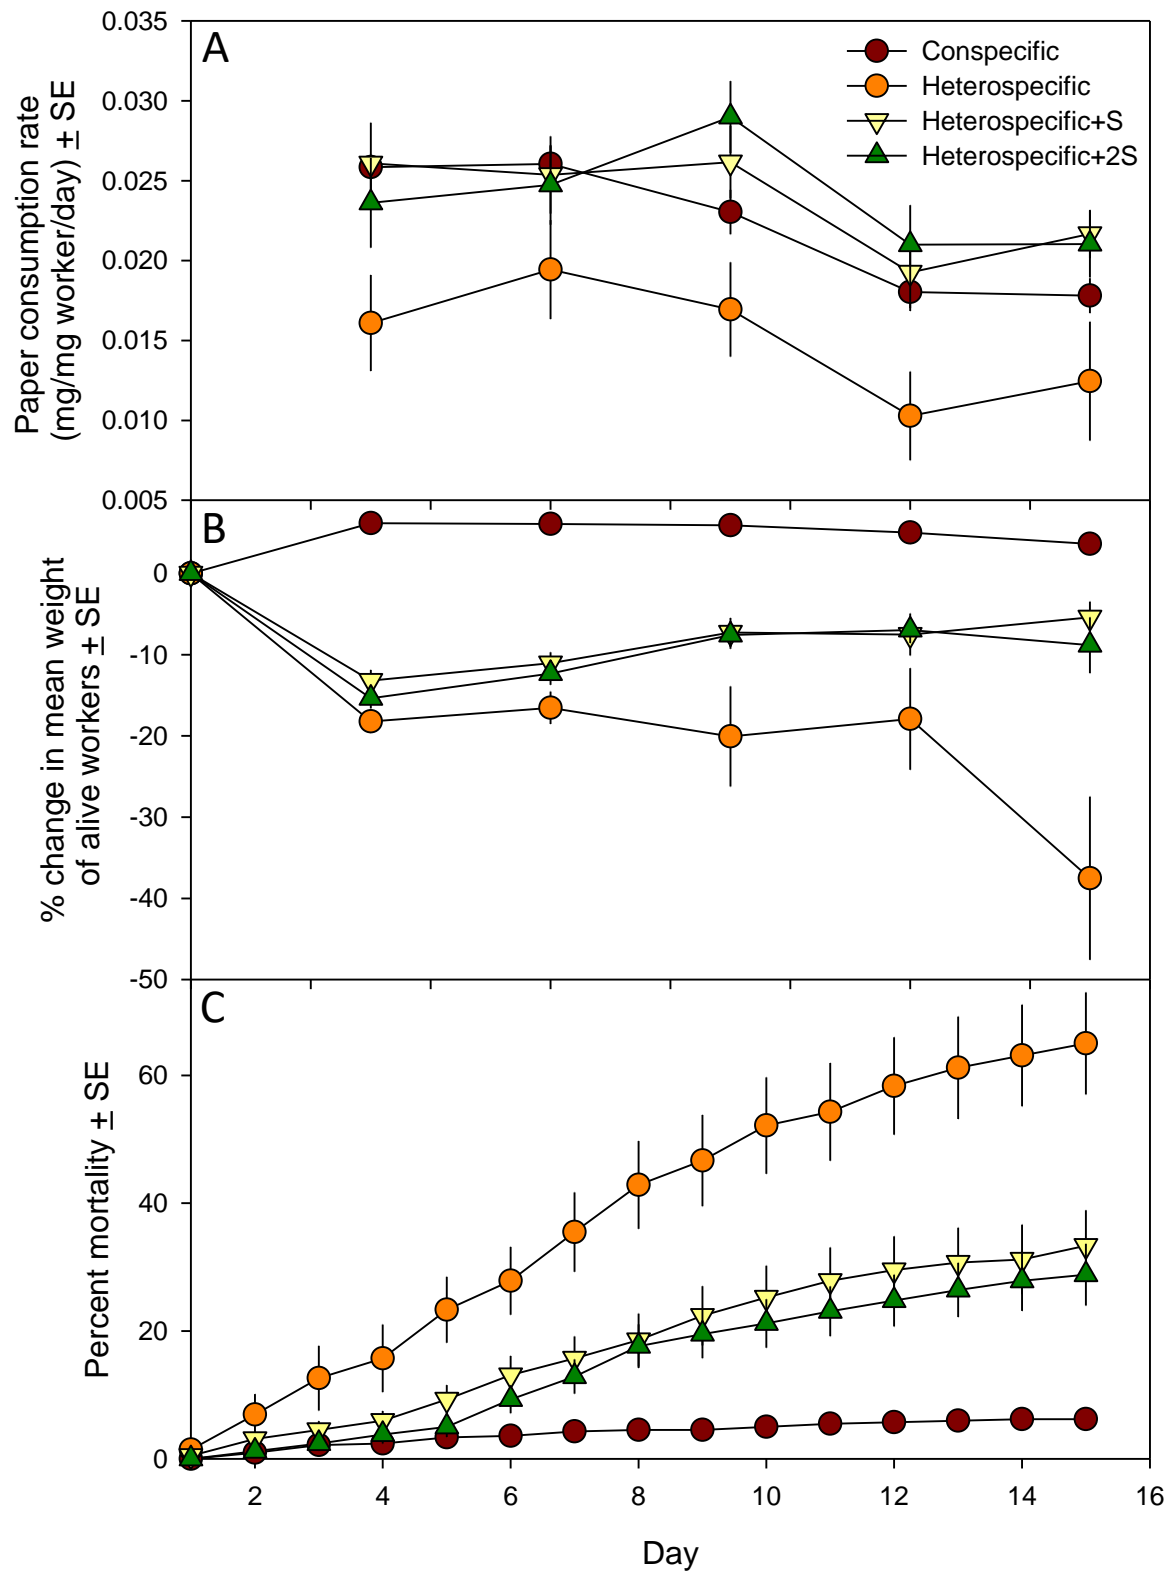 A
Conspecific
Heterospecific
Heterospecific+S
Heterospecific+2S
Paper consumption rate
(mg/mg worker/day) ± SE
0.035
0.030
0.025
0.020
0.015
0.010
0.005
B
% change in mean weight
of alive workers ± SE
0
-10
-20
-30
-40
-50
C
Percent mortality ± SE
60
40
20
0
2 4 6 8 10 12 14 16
Day